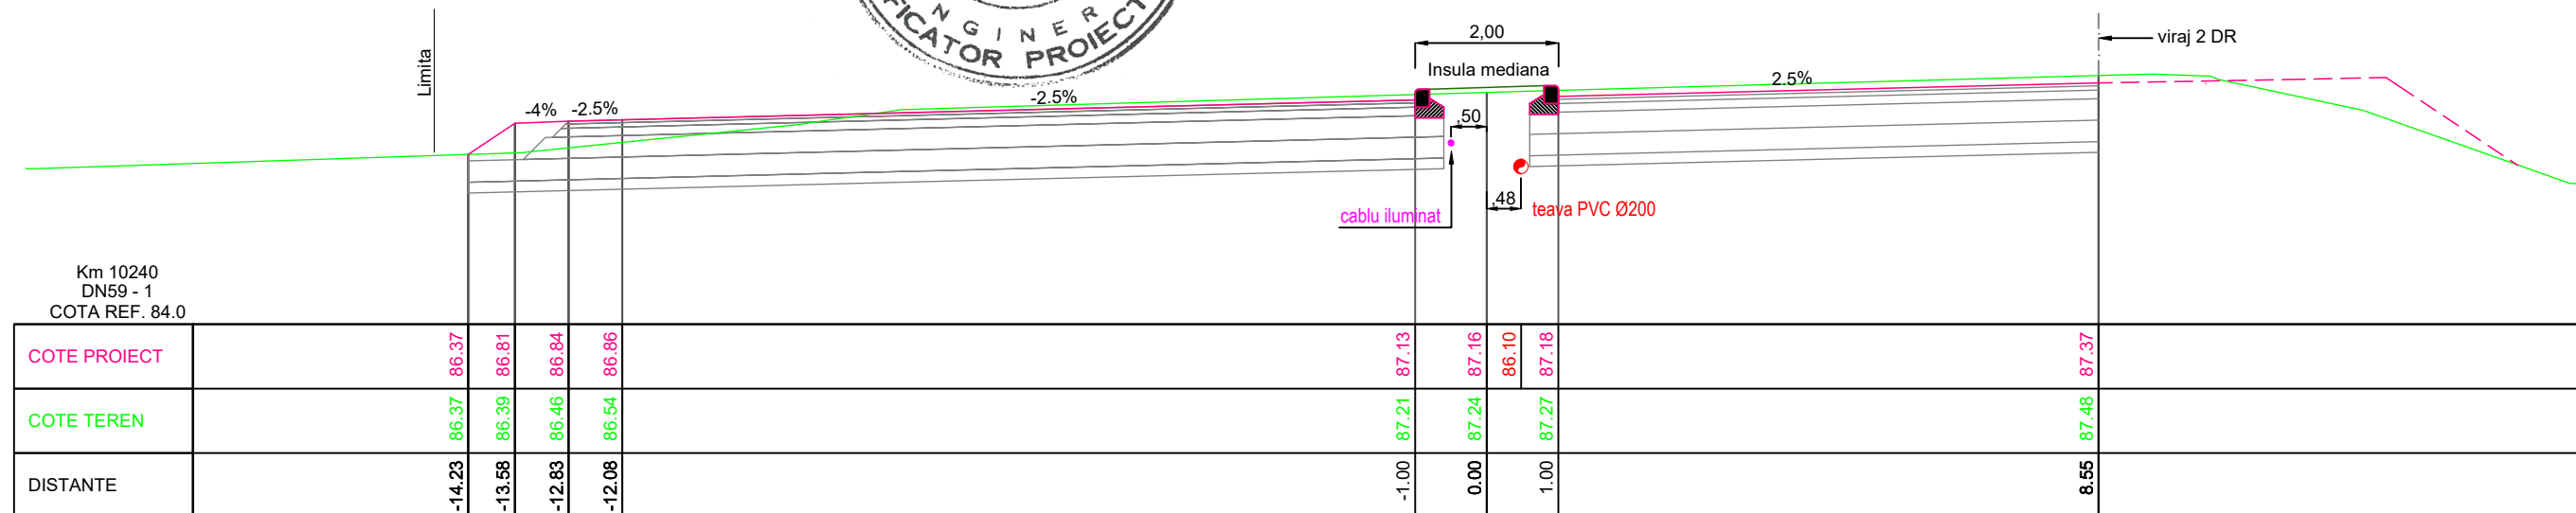 NGINER
FICATOR PROIECT
2,00
Limita
viraj 2 DR
Insula mediana
-4%
-2.5%
-2.5%
2.5%
,50
,48
cablu iluminat
teava PVC Ø200
Km 10240
DN59 - 1
COTA REF. 84.0
COTE PROIECT 86.37 86.81 86.84 86.86 87.13 87.16 86.10 87.18 87.37
COTE TEREN 86.37 86.39 86.46 86.54 87.21 87.24 87.27 87.48
DISTANTE -14.23 -13.58 -12.83 -12.08 -1.00 0.00 1.00 8.55